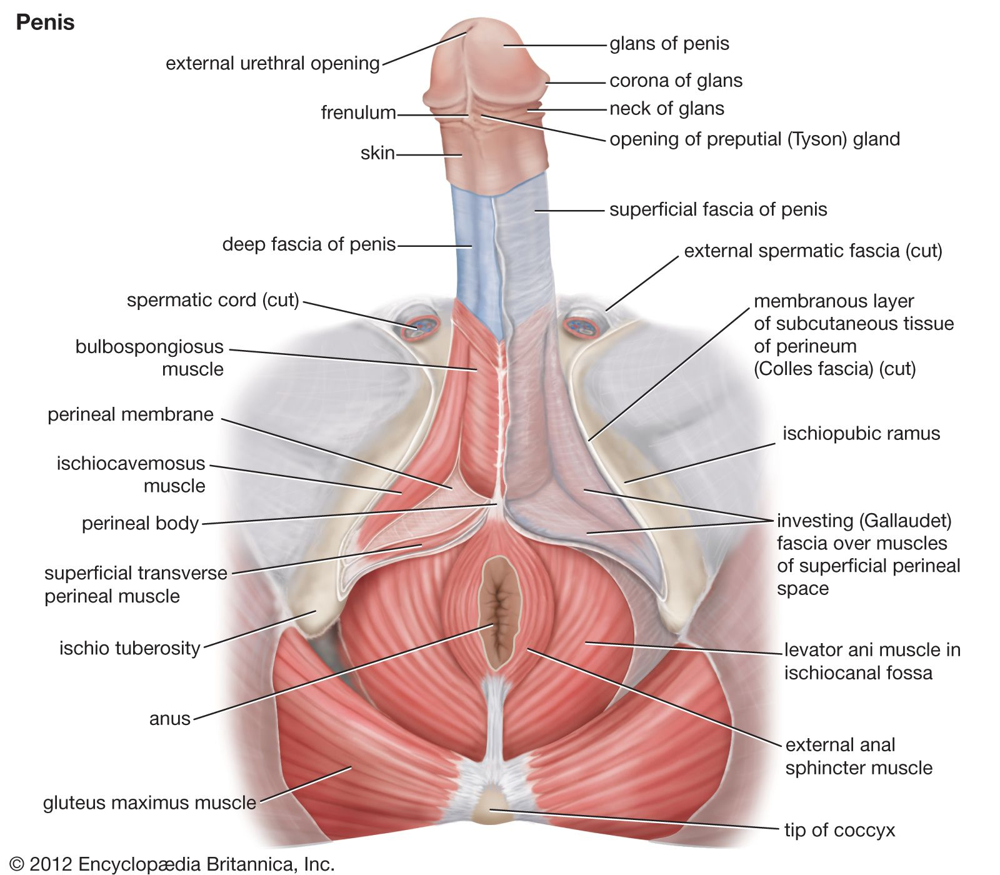 Penis
external urethral opening
frenulum
skin
deep fascia of penis
spermatic cord (cut)
bulbospongiosus
muscle
perineal membrane
ischiocavemosus
muscle
perineal body
superficial transverse
perineal muscle
ischio tuberosity
anus
gluteus maximus muscle
glans of penis
corona of glans
neck of glans
opening of preputial (Tyson) gland
superficial fascia of penis
external spermatic fascia (cut)
membranous layer
of subcutaneous tissue
of perineum
(Colles fascia) (cut)
ischiopubic ramus
investing (Gallaudet)
fascia over muscles
of superficial perineal
space
levator ani muscle in
ischiocanal fossa
external anal
sphincter muscle
tip of coccyx
© 2012 Encyclopædia Britannica, Inc.